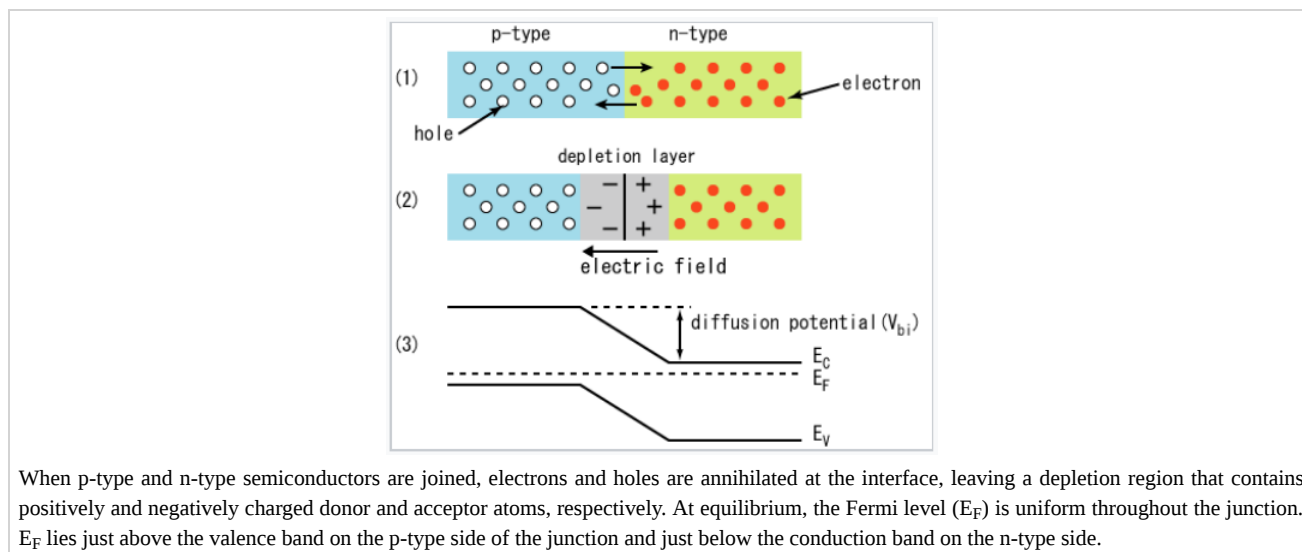 p-type n-type
(1)
electron
hole
depletion layer
(2)
− + − + − +
electric field
diffusion potential(V_bi)
(3)
E_C
E_F
E_V
When p-type and n-type semiconductors are joined, electrons and holes are annihilated at the interface, leaving a depletion region that contains
positively and negatively charged donor and acceptor atoms, respectively. At equilibrium, the Fermi level (E_F) is uniform throughout the junction.
E_F lies just above the valence band on the p-type side of the junction and just below the conduction band on the n-type side.